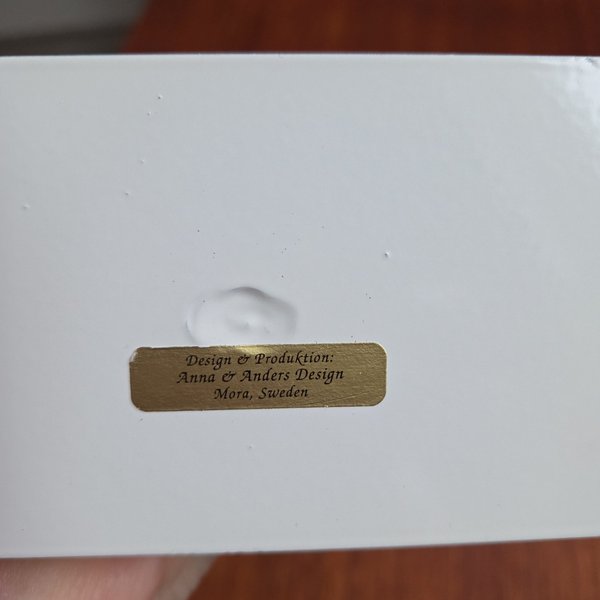 Design & Produktion:
Anna & Anders Design
Mora, Sweden